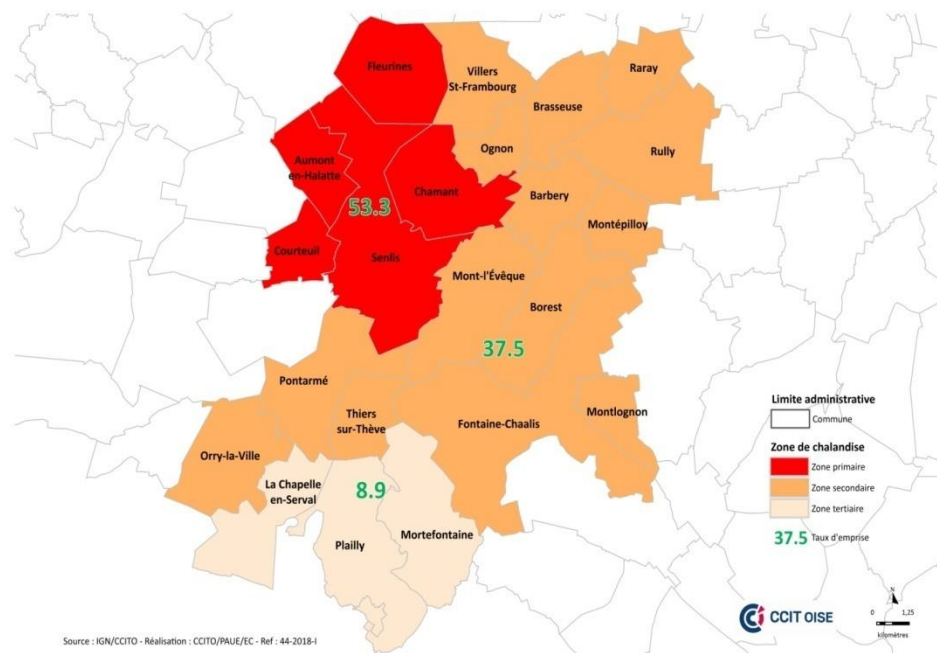 Fleurines
Villers
St-Frambourg
Raray
Brasseuse
Ognon
Rully
Aumont
en-Halatte
Chamant
Barbery
53.3
Montépilloy
Courteuil
Senlis
Mont-l'Évêque
Borest
37.5
Pontarmé
Thiers
sur-Thève
Fontaine-Chaalis
Montlognon
Orry-la-Ville
La Chapelle
en-Serval
8.9
Plailly
Mortefontaine
Limite administrative
Commune
Zone de chalandise
Zone primaire
Zone secondaire
Zone tertiaire
37.5 Taux d'emprise
CCIT OISE
N
0 1,25
kilomètres
Source : IGN/CCITO - Réalisation : CCITO/PAUE/EC - Ref : 44-2018-I